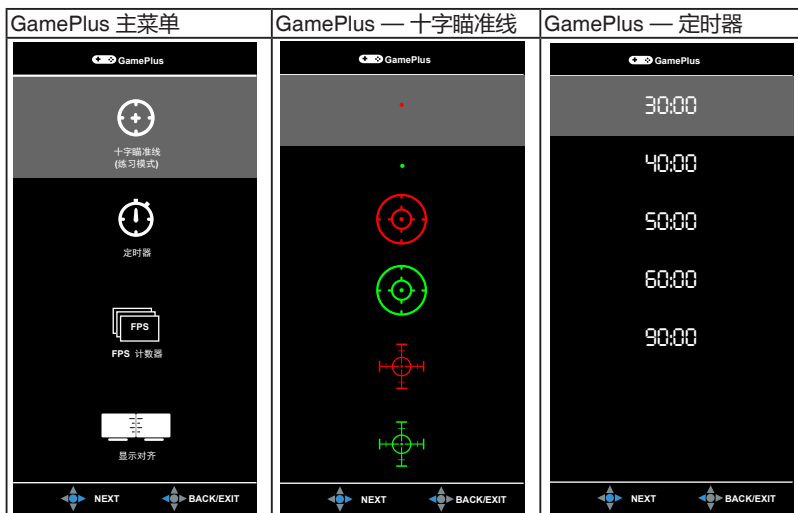 GamePlus 主菜单
GamePlus
十字瞄准线
(练习模式)
定时器
FPS
FPS 计数器
显示对齐
NEXT BACK/EXIT
GamePlus — 十字瞄准线
GamePlus
NEXT BACK/EXIT
GamePlus — 定时器
GamePlus
30:00
40:00
50:00
60:00
90:00
NEXT BACK/EXIT